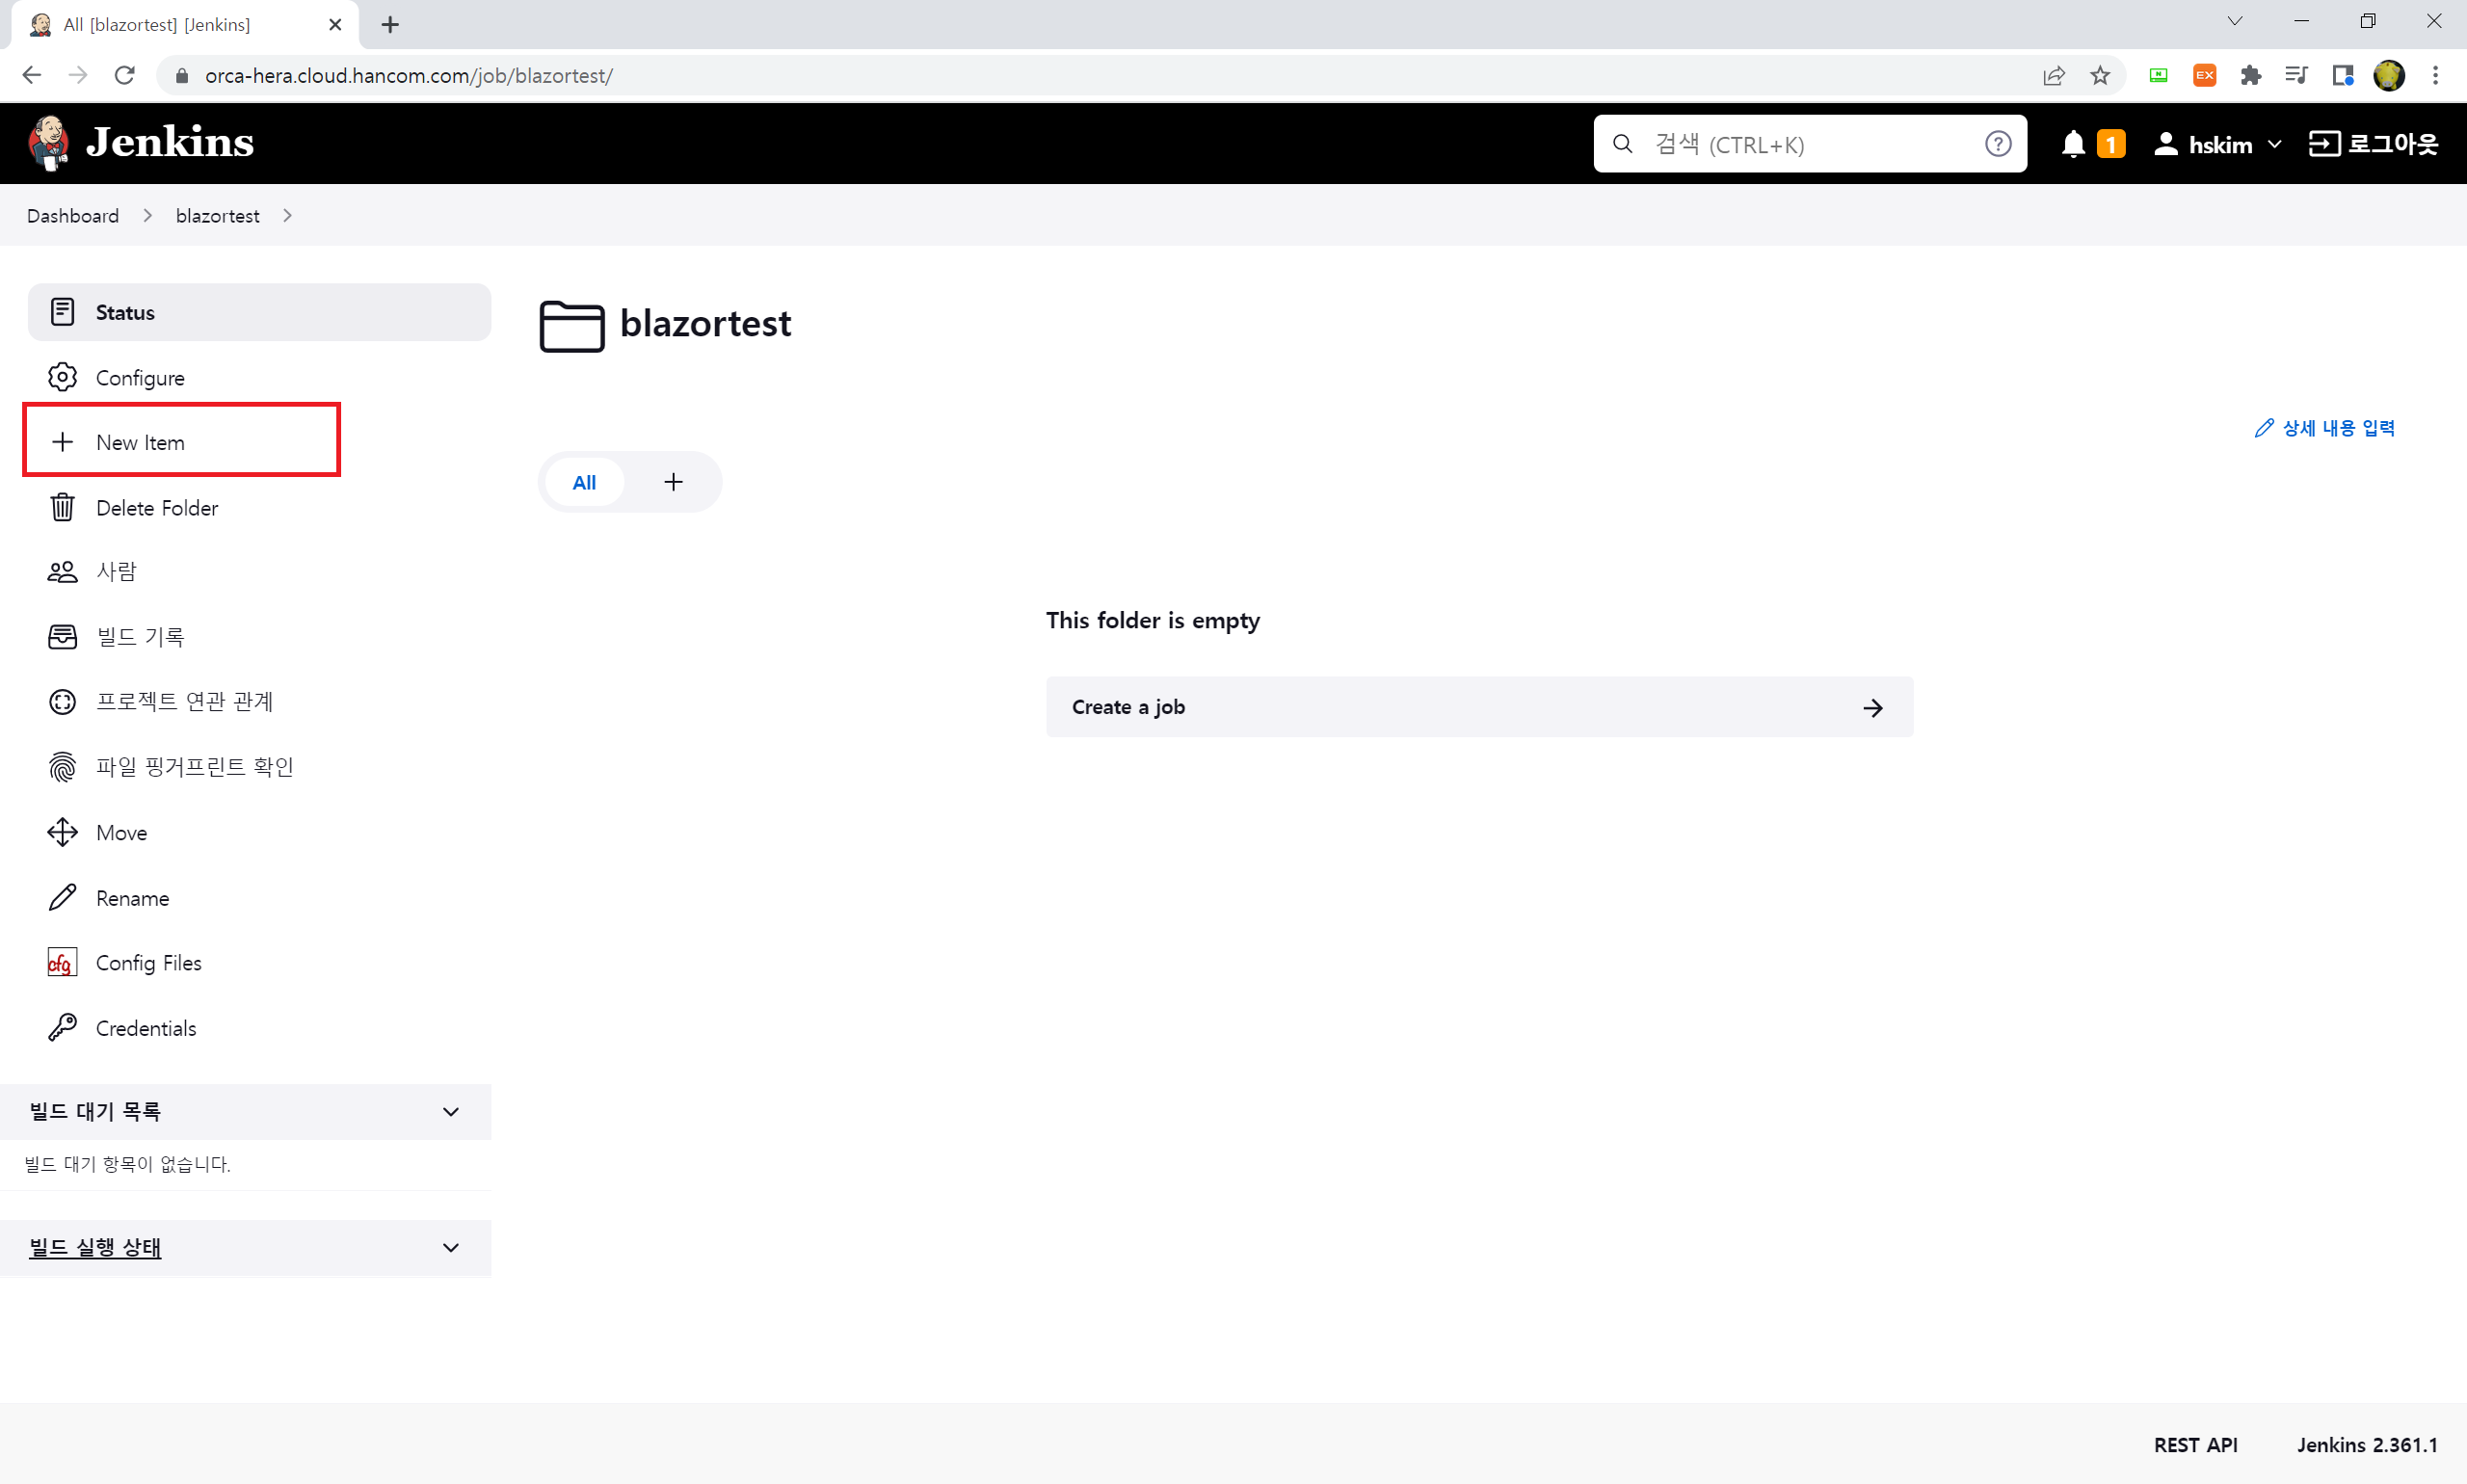 All [blazortest] [Jenkins]
orca-hera.cloud.hancom.com/job/blazortest/
EX
Jenkins
검색 (CTRL+K)
1
hskim
로그아웃
Dashboard
blazortest
Status
Configure
New Item
Delete Folder
사람
빌드 기록
프로젝트 연관 관계
파일 핑거프린트 확인
Move
Rename
cfg
Config Files
Credentials
빌드 대기 목록
빌드 대기 항목이 없습니다.
빌드 실행 상태
blazortest
상세 내용 입력
All
This folder is empty
Create a job
REST API
Jenkins 2.361.1